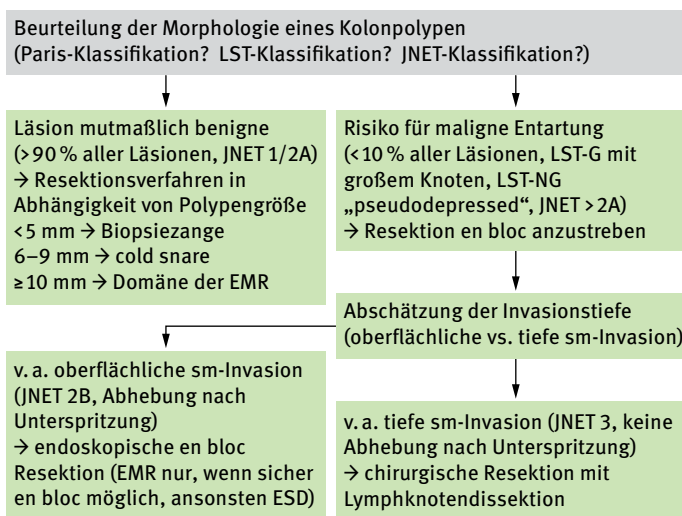 Beurteilung der Morphologie eines Kolonpolypen
(Paris-Klassifikation? LST-Klassifikation? JNET-Klassifikation?)
Läsion mutmaßlich benigne
(>90 % aller Läsionen, JNET 1/2A)
→ Resektionsverfahren in
Abhängigkeit von Polypengröße
<5 mm → Biopsiezange
6–9 mm → cold snare
≥10 mm → Domäne der EMR
Risiko für maligne Entartung
(<10 % aller Läsionen, LST-G mit
großem Knoten, LST-NG
„pseudodepressed“, JNET >2A)
→ Resektion en bloc anzustreben
Abschätzung der Invasionstiefe
(oberflächliche vs. tiefe sm-Invasion)
v. a. oberflächliche sm-Invasion
(JNET 2B, Abhebung nach
Unterspritzung)
→ endoskopische en bloc
Resektion (EMR nur, wenn sicher
en bloc möglich, ansonsten ESD)
v. a. tiefe sm-Invasion (JNET 3, keine
Abhebung nach Unterspritzung)
→ chirurgische Resektion mit
Lymphknotendissektion